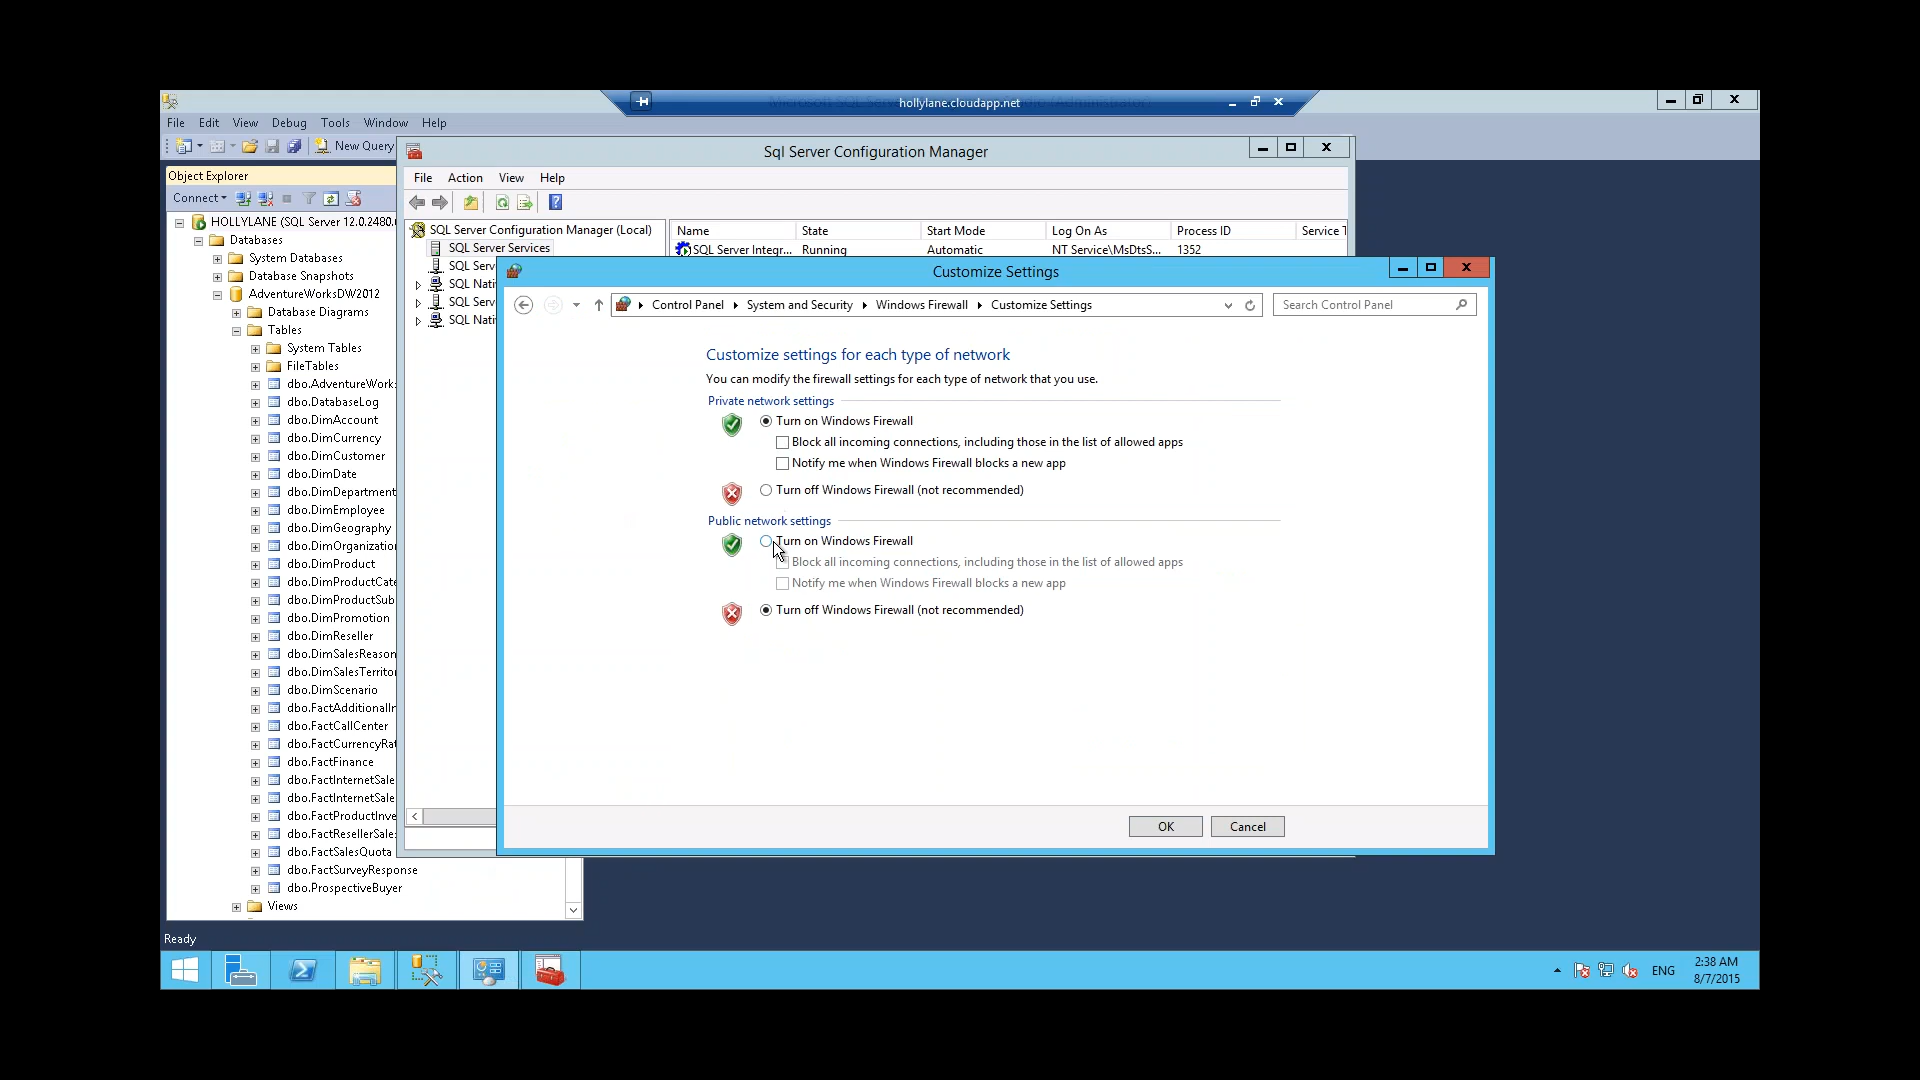 hollylane.cloudapp.net
File Edit View Debug Tools Window Help
New Query
Object Explorer
Connect
HOLLYLANE (SQL Server 12.0.2480.
Databases
System Databases
Database Snapshots
AdventureWorksDW2012
Database Diagrams
Tables
System Tables
FileTables
dbo.AdventureWork
dbo.DatabaseLog
dbo.DimAccount
dbo.DimCurrency
dbo.DimCustomer
dbo.DimDate
dbo.DimDepartment
dbo.DimEmployee
dbo.DimGeography
dbo.DimOrganizatio
dbo.DimProduct
dbo.DimProductCate
dbo.DimProductSub
dbo.DimPromotion
dbo.DimReseller
dbo.DimSalesReason
dbo.DimSalesTerrito
dbo.DimScenario
dbo.FactAdditionalIn
dbo.FactCallCenter
dbo.FactCurrencyRat
dbo.FactFinance
dbo.FactInternetSale
dbo.FactInternetSale
dbo.FactProductInve
dbo.FactResellerSale
dbo.FactSalesQuota
dbo.FactSurveyResponse
dbo.ProspectiveBuyer
Views
Ready
Sql Server Configuration Manager
File Action View Help
SQL Server Configuration Manager (Local)
SQL Server Services
SQL Serv
SQL Nati
SQL Serv
SQL Nati
Name State Start Mode Log On As Process ID Service T
SQL Server Integr... Running Automatic NT Service\MsDtsS... 1352
Customize Settings
Control Panel System and Security Windows Firewall Customize Settings
Search Control Panel
Customize settings for each type of network
You can modify the firewall settings for each type of network that you use.
Private network settings
Turn on Windows Firewall
Block all incoming connections, including those in the list of allowed apps
Notify me when Windows Firewall blocks a new app
Turn off Windows Firewall (not recommended)
Public network settings
Turn on Windows Firewall
Block all incoming connections, including those in the list of allowed apps
Notify me when Windows Firewall blocks a new app
Turn off Windows Firewall (not recommended)
OK Cancel
ENG
2:38 AM
8/7/2015